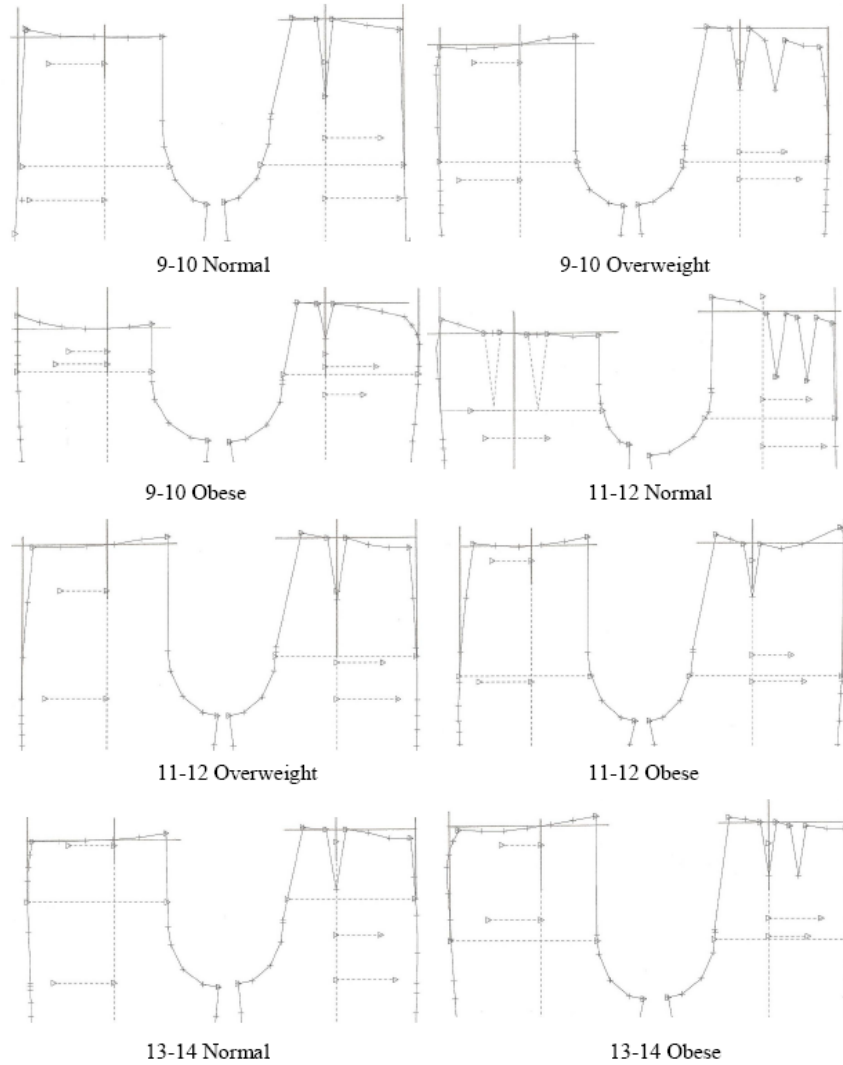 9-10 Normal
9-10 Overweight
9-10 Obese
11-12 Normal
11-12 Overweight
11-12 Obese
13-14 Normal
13-14 Obese